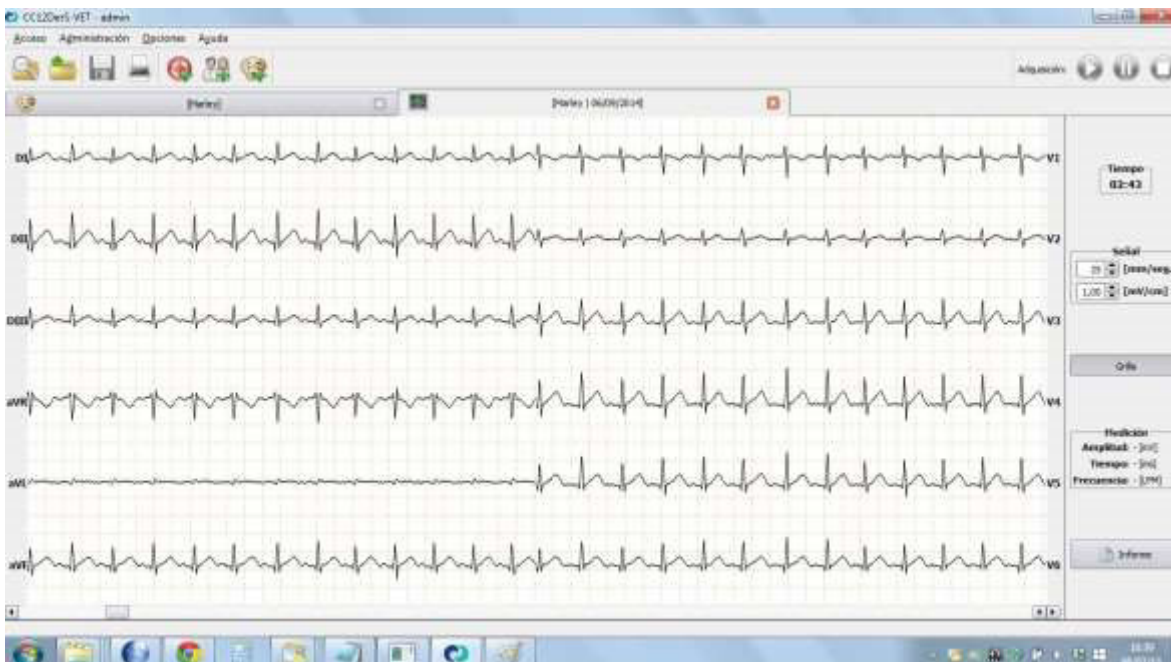 CC12DerS-VET - admin
Acceso Administración Opciones Ayuda
Adquisición:
[Marley]
[Marley | 06/09/2014]
DI
V1
DII
V2
DIII
V3
aVR
V4
aVL
V5
aVF
V6
Tiempo
02:43
Señal
25 [mm/seg.
1,00 [mV/cm]
Grilla
Medición
Amplitud: - [mV]
Tiempo: - [ms]
Frecuencia: - [LPM]
Informe